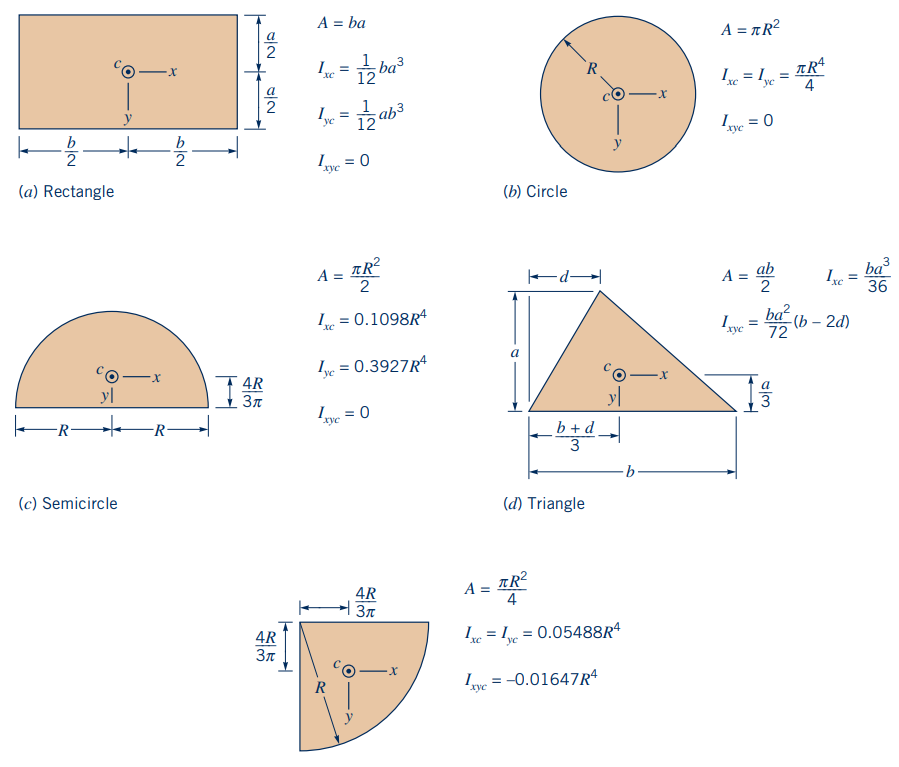 A = ba
a/2
c
x
I_xc = 1/12 ba³
a/2
I_yc = 1/12 ab³
y
b/2
b/2
I_xyc = 0
(a) Rectangle
A = πR²
R
I_xc = I_yc = πR⁴/4
c
x
I_xyc = 0
y
(b) Circle
A = πR²/2
I_xc = 0.1098R⁴
c
x
I_yc = 0.3927R⁴
y
4R/3π
R
R
I_xyc = 0
(c) Semicircle
d
A = ab/2
I_xc = ba³/36
I_xyc = ba²/72 (b – 2d)
a
c
x
y
a/3
b + d/3
b
(d) Triangle
4R/3π
A = πR²/4
4R/3π
I_xc = I_yc = 0.05488R⁴
c
x
R
I_xyc = –0.01647R⁴
y